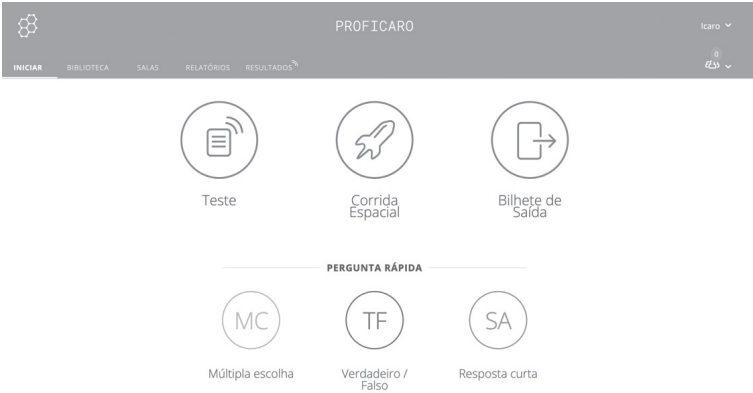 PROFICARO
Icaro
INICIAR BIBLIOTECA SALAS RELATÓRIOS RESULTADOS
0
Teste
Corrida
Espacial
Bilhete de
Saída
PERGUNTA RÁPIDA
MC
TF
SA
Múltipla escolha
Verdadeiro /
Falso
Resposta curta